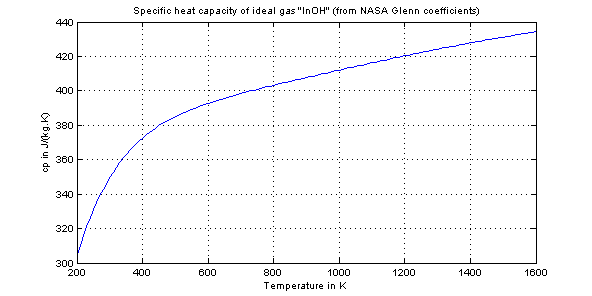 Specific heat capacity of ideal gas "InOH" (from NASA Glenn coefficients)
440
420
400
380
360
340
320
300
cp in J/(kg.K)
200 400 600 800 1000 1200 1400 1600
Temperature in K